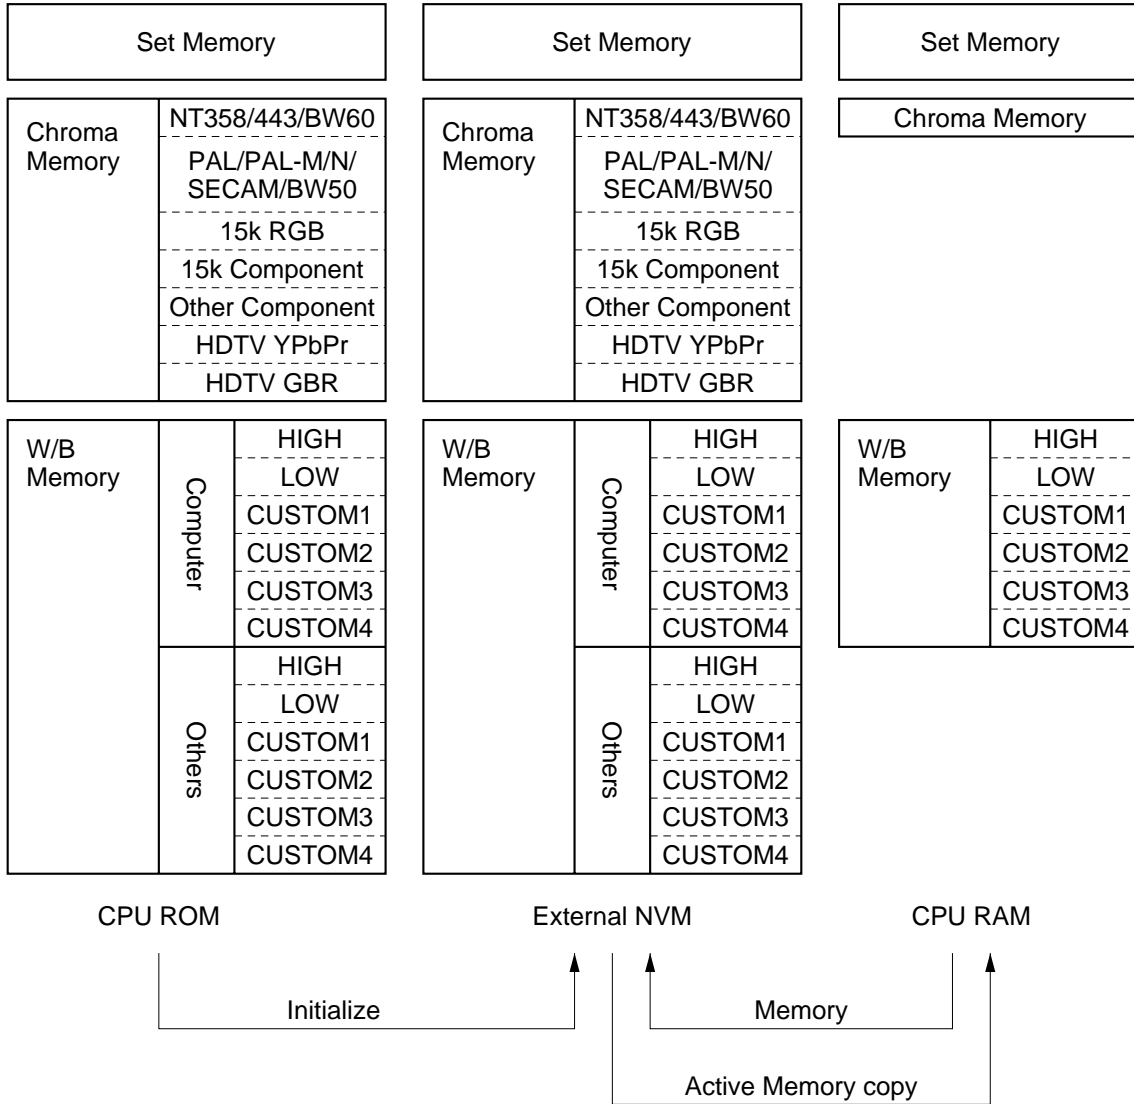 Set Memory
Chroma
Memory
NT358/443/BW60
PAL/PAL-M/N/
SECAM/BW50
15k RGB
15k Component
Other Component
HDTV YPbPr
HDTV GBR
W/B
Memory
Computer
HIGH
LOW
CUSTOM1
CUSTOM2
CUSTOM3
CUSTOM4
Others
HIGH
LOW
CUSTOM1
CUSTOM2
CUSTOM3
CUSTOM4
CPU ROM
Set Memory
Chroma
Memory
NT358/443/BW60
PAL/PAL-M/N/
SECAM/BW50
15k RGB
15k Component
Other Component
HDTV YPbPr
HDTV GBR
W/B
Memory
Computer
HIGH
LOW
CUSTOM1
CUSTOM2
CUSTOM3
CUSTOM4
Others
HIGH
LOW
CUSTOM1
CUSTOM2
CUSTOM3
CUSTOM4
External NVM
Set Memory
Chroma Memory
W/B
Memory
HIGH
LOW
CUSTOM1
CUSTOM2
CUSTOM3
CUSTOM4
CPU RAM
Initialize
Memory
Active Memory copy